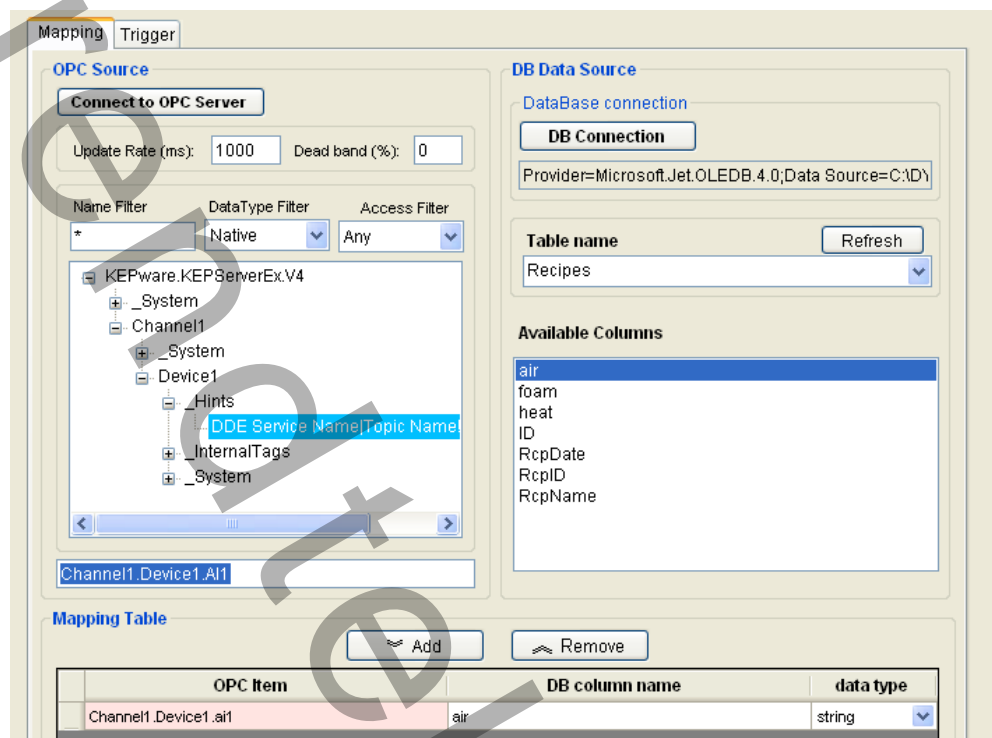 Mapping
Trigger
OPC Source
Connect to OPC Server
Update Rate (ms):
1000
Dead band (%):
0
Name Filter
DataType Filter
Access Filter
*
Native
Any
KEPware.KEPServerEx.V4
_System
Channel1
_System
Device1
_Hints
DDE Service Name|Topic Name!
_InternalTags
_System
Channel1.Device1.AI1
DB Data Source
DataBase connection
DB Connection
Provider=Microsoft.Jet.OLEDB.4.0;Data Source=C:\D\
Table name
Refresh
Recipes
Available Columns
air
foam
heat
ID
RcpDate
RcpID
RcpName
Mapping Table
Add
Remove
OPC Item
DB column name
data type
Channel1.Device1.ai1
air
string